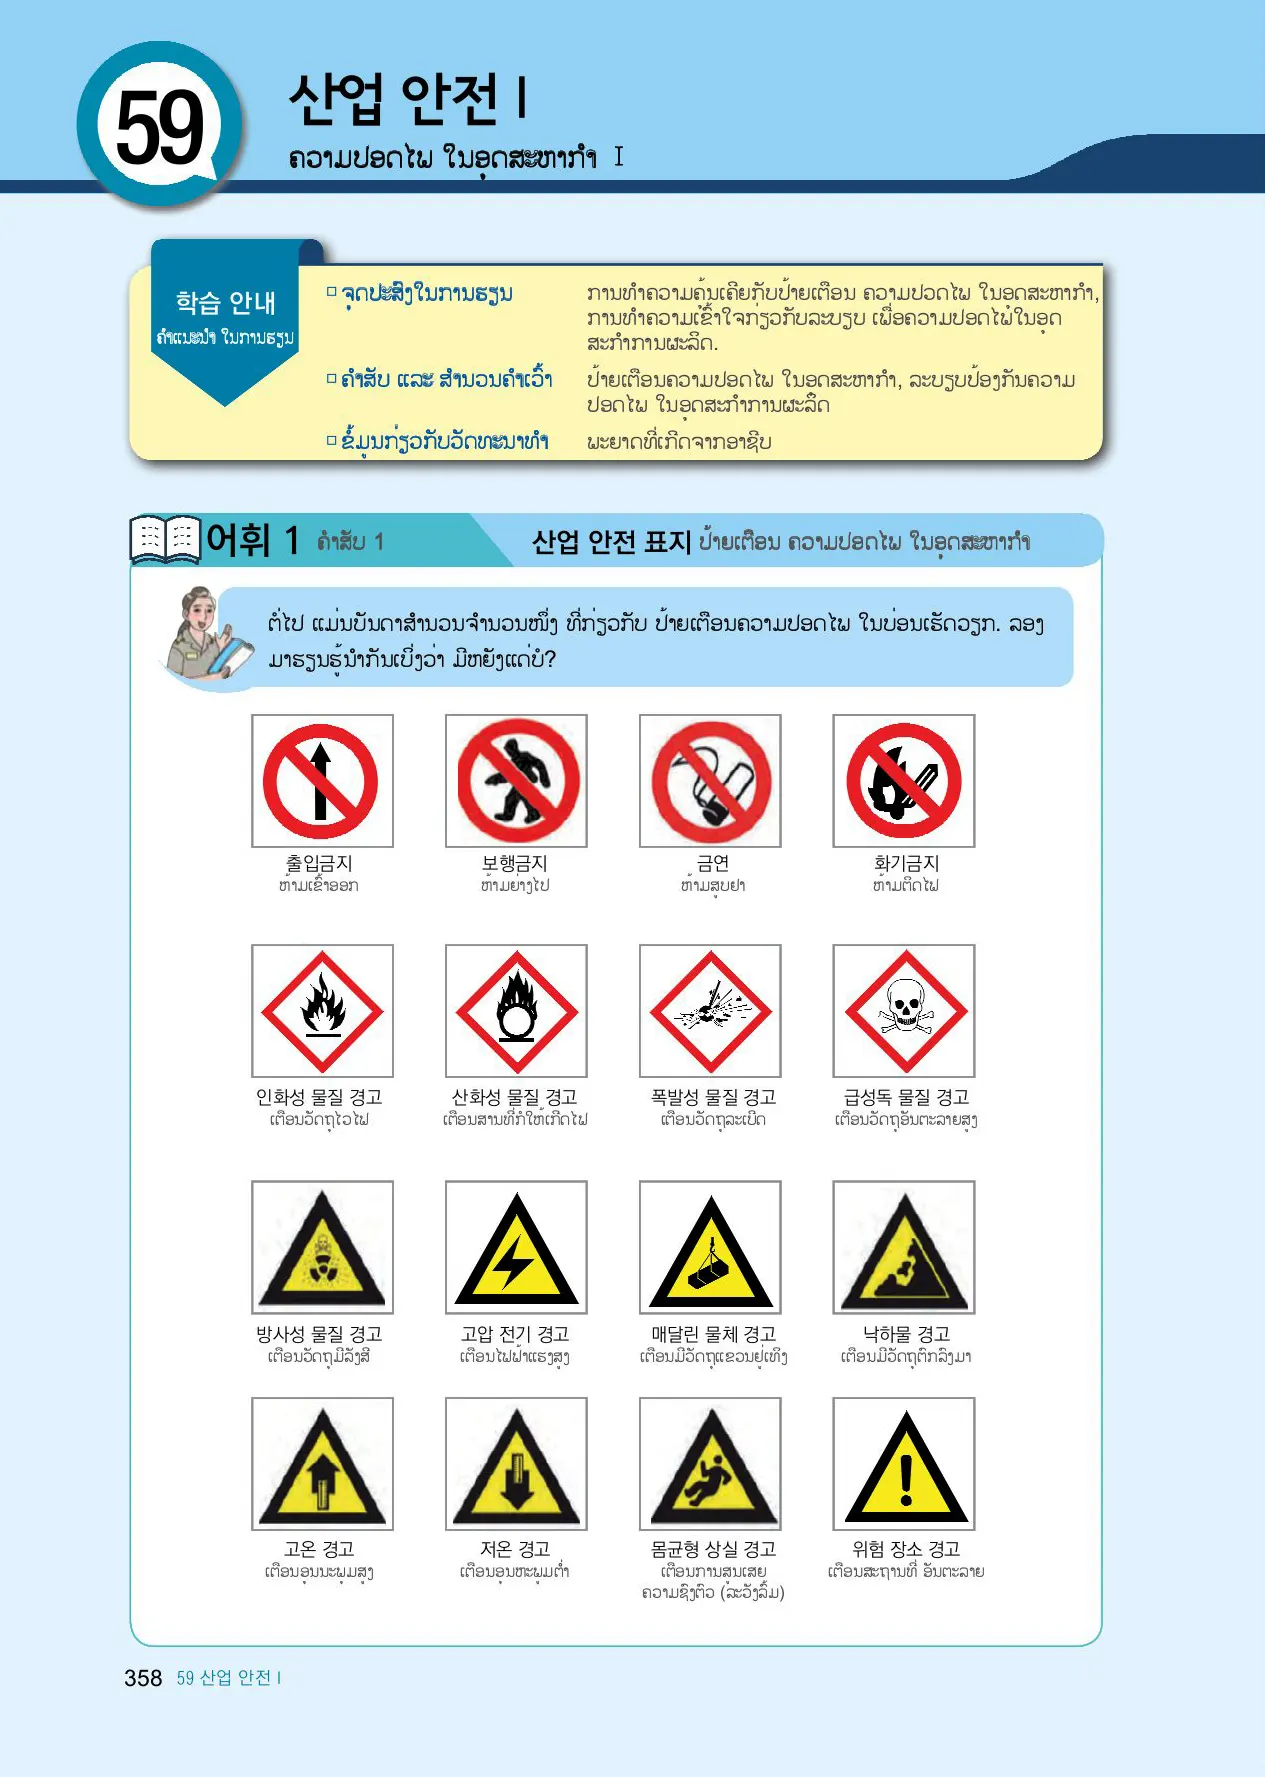 59
산업 안전 I
ຄວາມປອດໄພ ໃນອຸດສະຫາກຳ I
학습 안내
ຄຳແນະນຳ ໃນການຮຽນ
□ ຈຸດປະສົງໃນການຮຽນ ການທຳຄວາມຄຸ້ນເຄີຍກັບປ້າຍເຕືອນ ຄວາມປວດໄພ ໃນອຸດສະຫາກຳ,
ການທຳຄວາມເຂົ້າໃຈກ່ຽວກັບລະບຽບ ເພື່ອຄວາມປອດໄພໃນອຸດ
ສະກຳການຜະລິດ.
□ ຄຳສັບ ແລະ ສຳນວນຄຳເວົ້າ ປ້າຍເຕືອນຄວາມປອດໄພ ໃນອຸດສະຫາກຳ, ລະບຽບປ້ອງກັນຄວາມ
ປອດໄພ ໃນອຸດສະກຳການຜະລິດ
□ ຂໍ້ມູນກ່ຽວກັບວັດທະນາທຳ ພະຍາດທີ່ເກີດຈາກອາຊີບ
어휘 1 ຄຳສັບ 1 산업 안전 표지 ປ້າຍເຕືອນ ຄວາມປອດໄພ ໃນອຸດສະຫາກຳ
ຕໍ່ໄປ ແມ່ນບັນດາສຳນວນຈຳນວນໜຶ່ງ ທີ່ກ່ຽວກັບ ປ້າຍເຕືອນຄວາມປອດໄພ ໃນບ່ອນເຮັດວຽກ. ລອງ
ມາຮຽນຮູ້ນຳກັນເບິ່ງວ່າ ມີຫຍັງແດ່ບໍ?
출입금지 보행금지 금연 화기금지
ຫ້າມເຂົ້າອອກ ຫ້າມຍ່າງໄປ ຫ້າມສູບຢາ ຫ້າມຕິດໄຟ
인화성 물질 경고 산화성 물질 경고 폭발성 물질 경고 급성독 물질 경고
ເຕືອນວັດຖຸໄວໄຟ ເຕືອນສານທີ່ກໍໃຫ້ເກີດໄຟ ເຕືອນວັດຖຸລະເບີດ ເຕືອນວັດຖຸອັນຕະລາຍສູງ
방사성 물질 경고 고압 전기 경고 매달린 물체 경고 낙하물 경고
ເຕືອນວັດຖຸມີລັງສີ ເຕືອນໄຟຟ້າແຮງສູງ ເຕືອນມີວັດຖຸແຂວນຢູ່ເທິງ ເຕືອນມີວັດຖຸຕົກລົງມາ
고온 경고 저온 경고 몸균형 상실 경고 위험 장소 경고
ເຕືອນອຸນນະພູມສູງ ເຕືອນອຸນຫະພູມຕ່ຳ ເຕືອນການສູນເສຍ ເຕືອນສະຖານທີ່ ອັນຕະລາຍ
ຄວາມຊົງຕົວ (ລະວັງລົ້ມ)
358 59 산업 안전 I